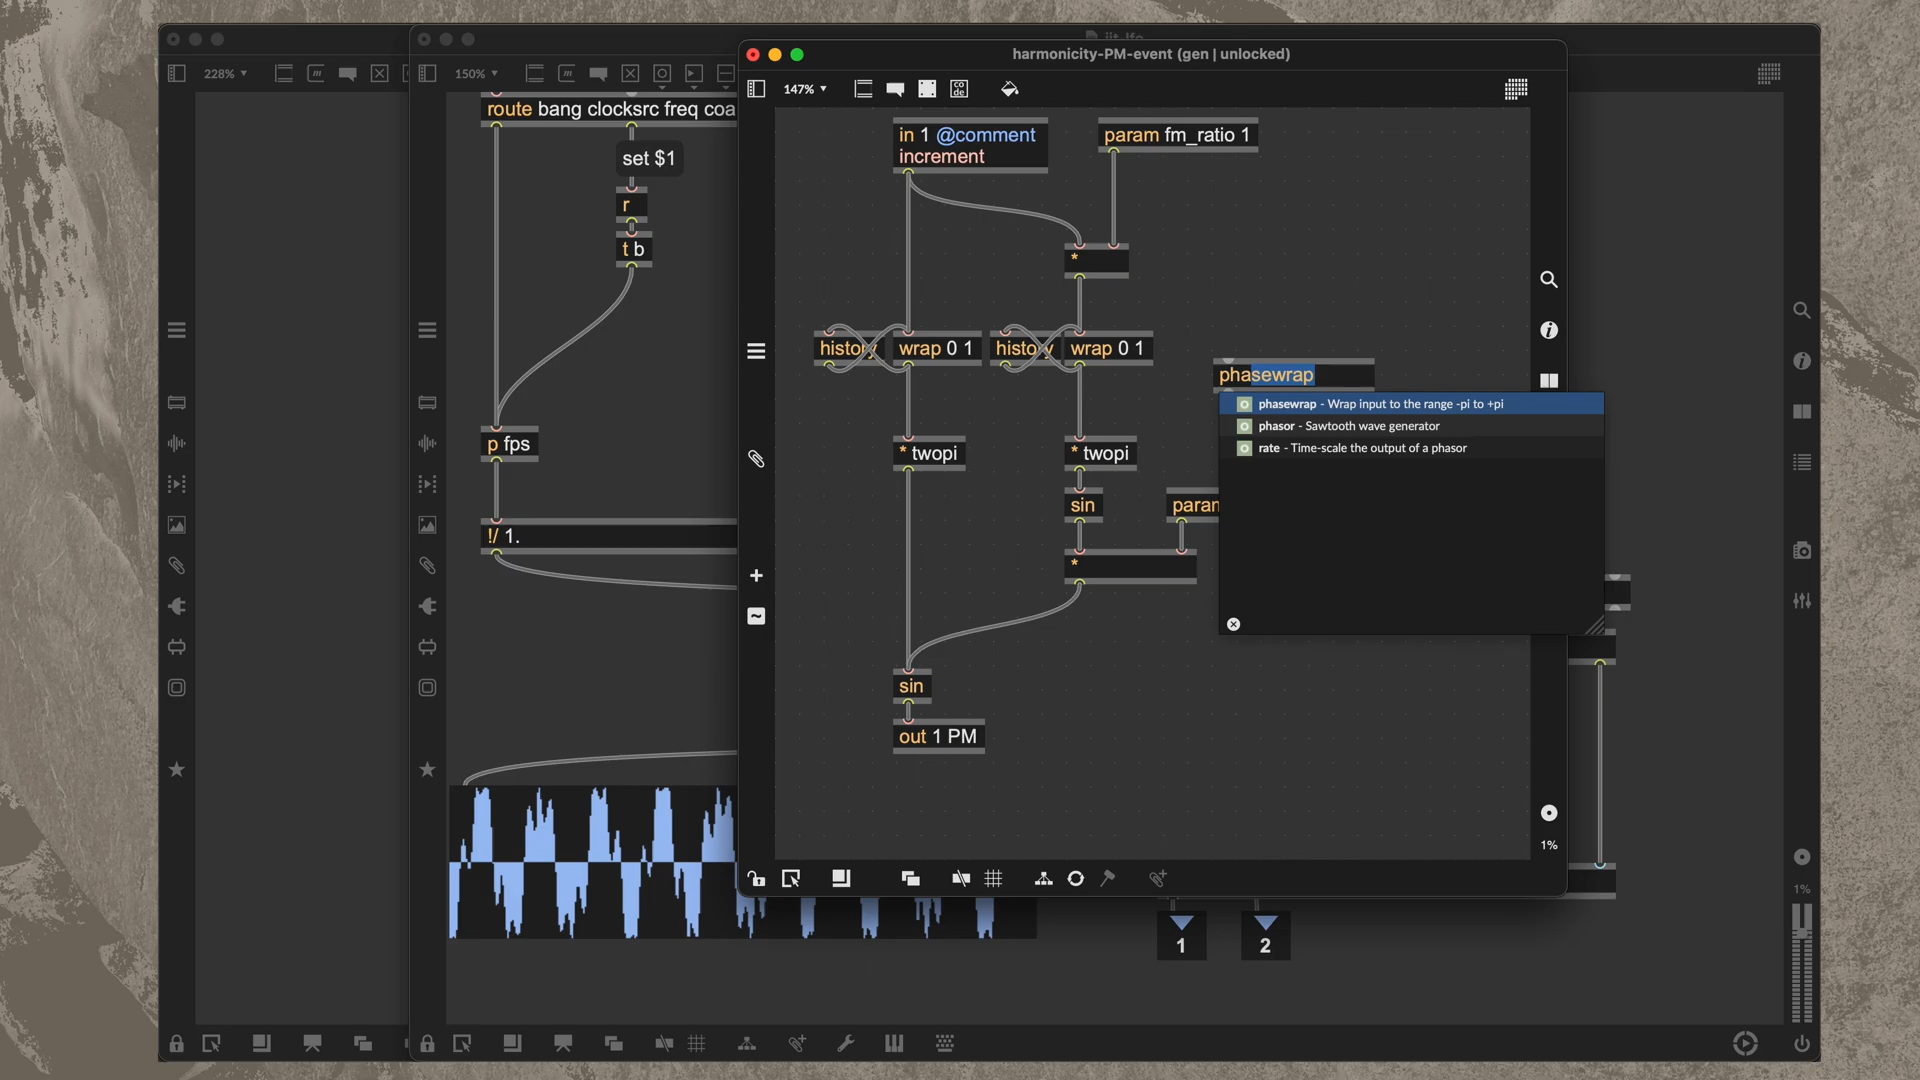 jit.lfo
harmonicity-PM-event (gen | unlocked)
228%
150%
147%
route bang clocksrc freq coa
set $1
r
t b
p fps
!/ 1.
in 1 @comment
increment
param fm_ratio 1
*
history
wrap 0 1
history
wrap 0 1
phasewrap
phasewrap - Wrap input to the range -pi to +pi
phasor - Sawtooth wave generator
rate - Time-scale the output of a phasor
* twopi
* twopi
sin
param
*
sin
out 1 PM
1%
1%
1
2